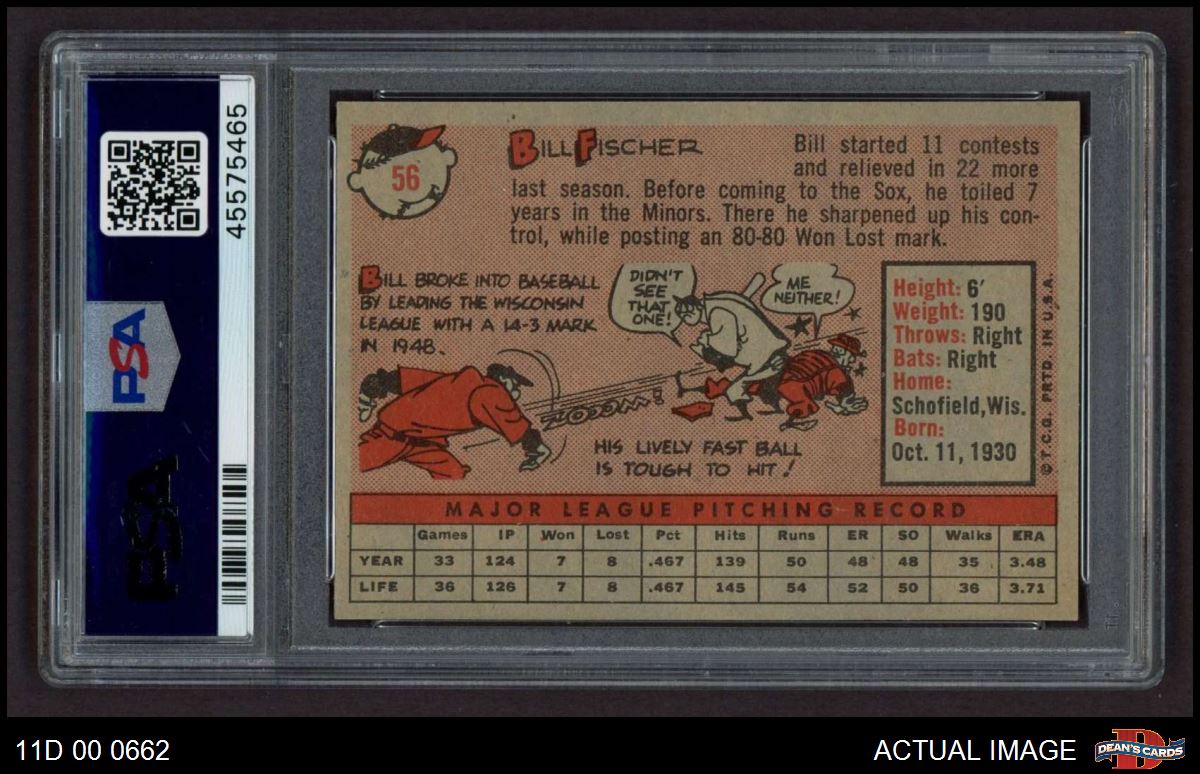 45575465
PSA
PSA
56
BILL FISCHER
Bill started 11 contests
and relieved in 22 more
last season. Before coming to the Sox, he toiled 7
years in the Minors. There he sharpened up his con-
trol, while posting an 80-80 Won Lost mark.
BILL BROKE INTO BASEBALL
BY LEADING THE WISCONSIN
LEAGUE WITH A 14-3 MARK
IN 1948.
DIDN'T
SEE
THAT
ONE!
ME
NEITHER!
ZOOOM!
HIS LIVELY FAST BALL
IS TOUGH TO HIT!
Height: 6'
Weight: 190
Throws: Right
Bats: Right
Home:
Schofield, Wis.
Born:
Oct. 11, 1930
© T.C.G. PRTD. IN U.S.A.
MAJOR LEAGUE PITCHING RECORD
Games IP Won Lost Pct Hits Runs ER SO Walks ERA
YEAR 33 124 7 8 .467 139 50 48 48 35 3.48
LIFE 36 126 7 8 .467 145 54 52 50 36 3.71
11D 00 0662
ACTUAL IMAGE
DEAN'S CARDS